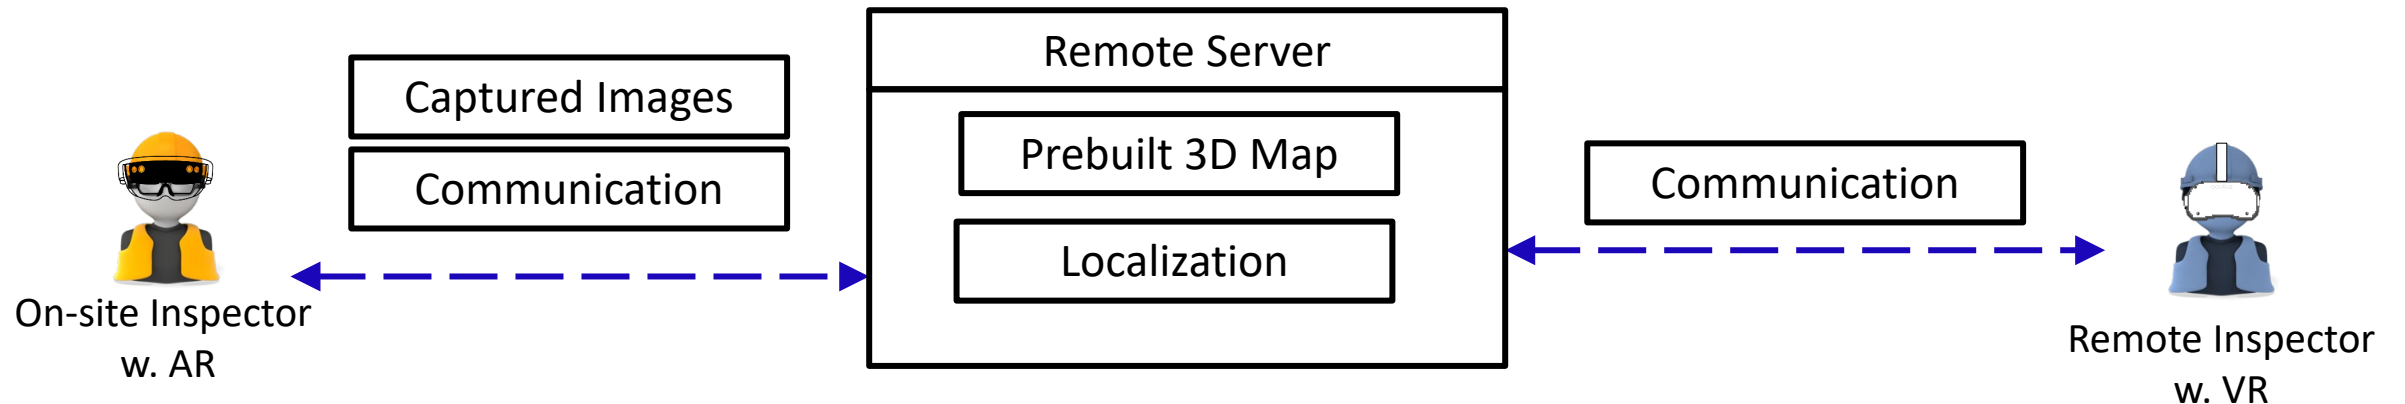 Captured Images
Communication
On-site Inspector
w. AR
Remote Server
Prebuilt 3D Map
Localization
Communication
Remote Inspector
w. VR